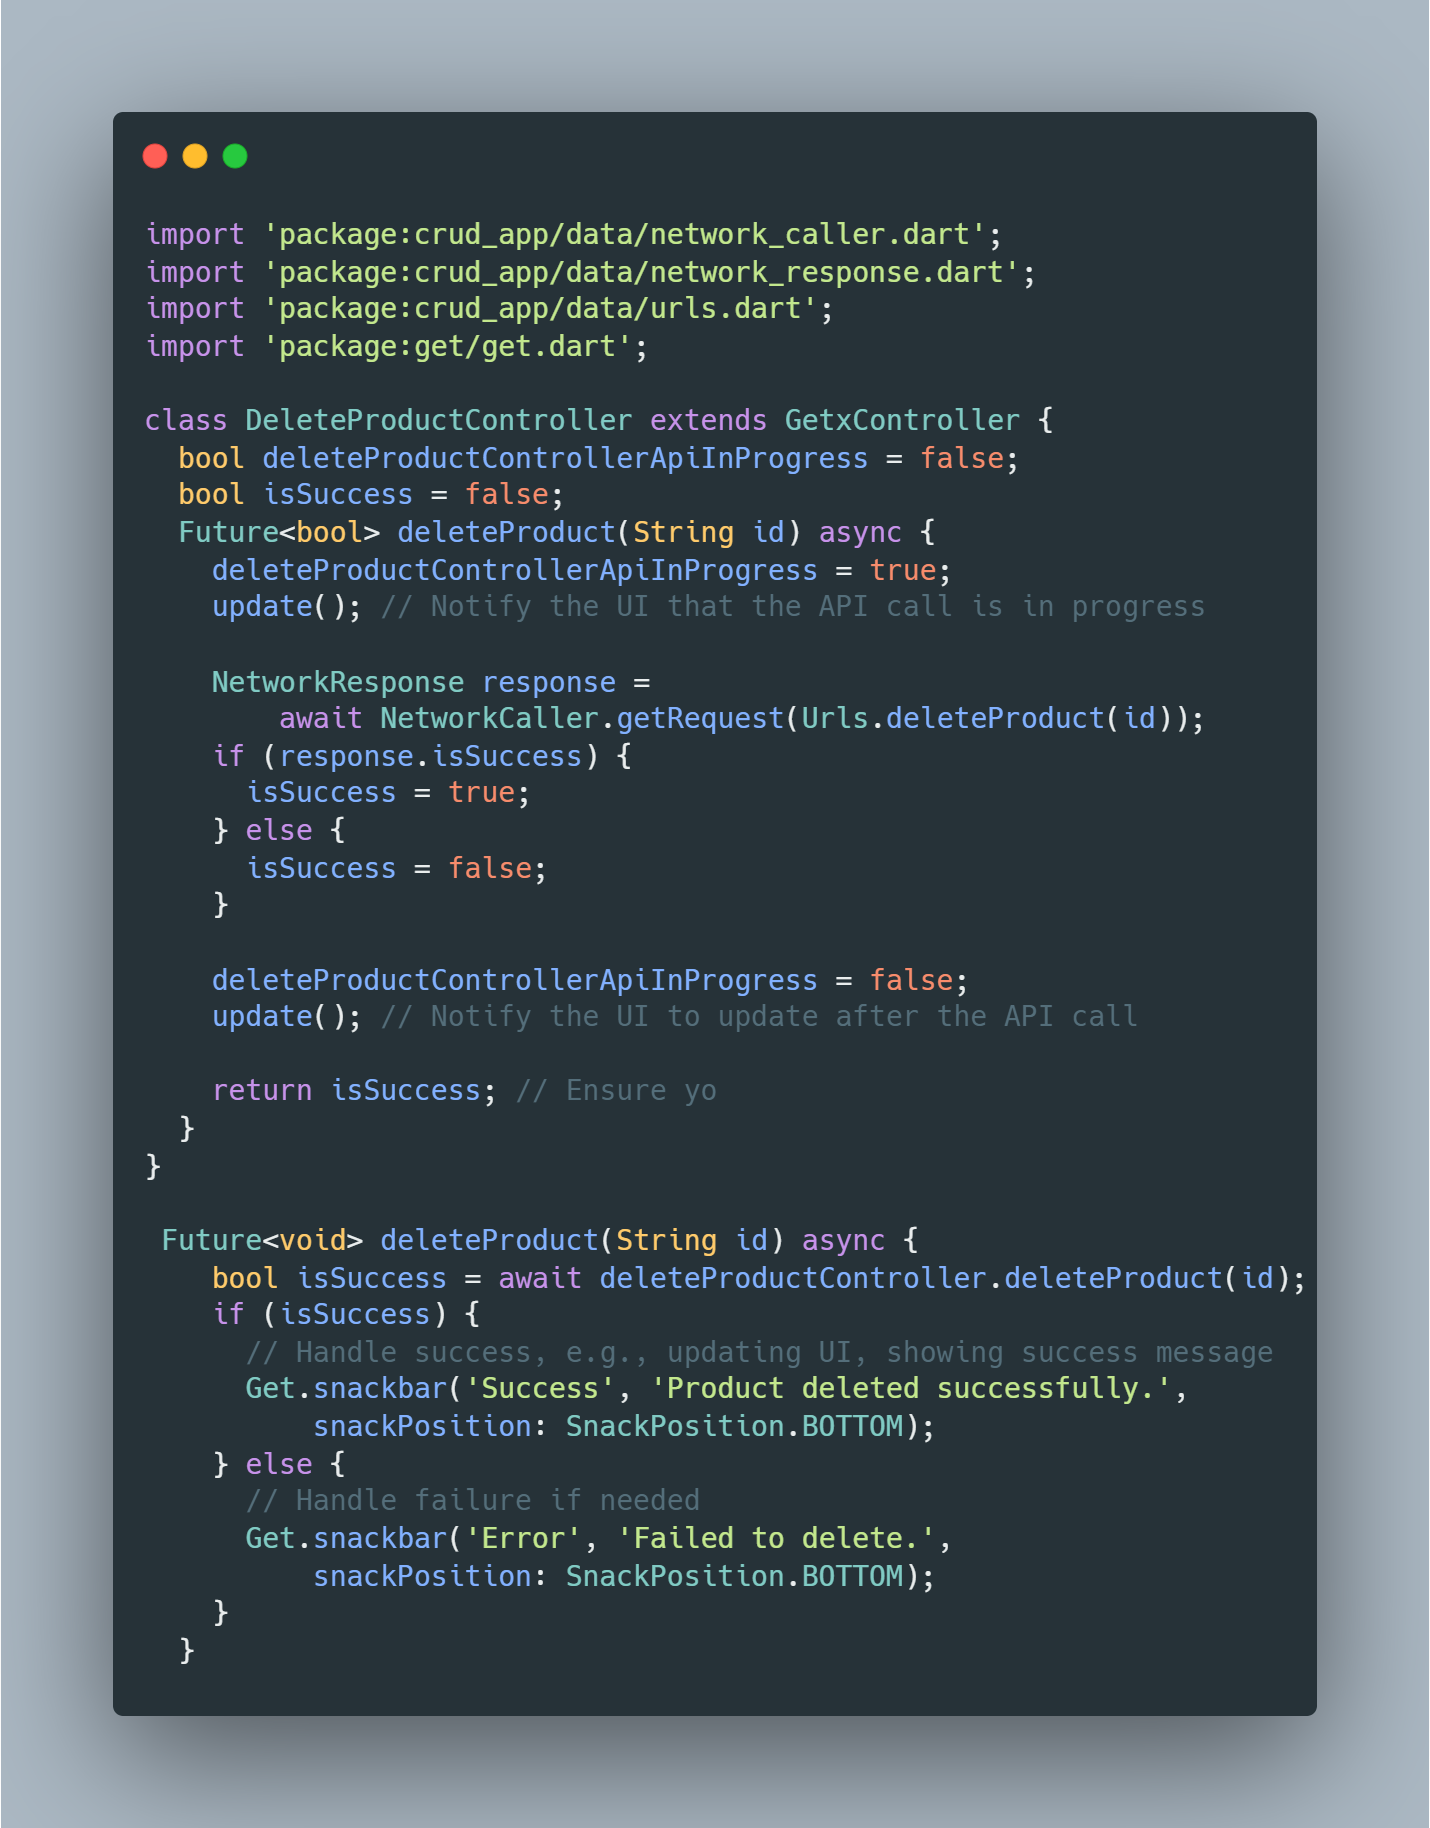 import 'package:crud_app/data/network_caller.dart';
import 'package:crud_app/data/network_response.dart';
import 'package:crud_app/data/urls.dart';
import 'package:get/get.dart';

class DeleteProductController extends GetxController {
  bool deleteProductControllerApiInProgress = false;
  bool isSuccess = false;
  Future<bool> deleteProduct(String id) async {
    deleteProductControllerApiInProgress = true;
    update(); // Notify the UI that the API call is in progress

    NetworkResponse response =
        await NetworkCaller.getRequest(Urls.deleteProduct(id));
    if (response.isSuccess) {
      isSuccess = true;
    } else {
      isSuccess = false;
    }

    deleteProductControllerApiInProgress = false;
    update(); // Notify the UI to update after the API call

    return isSuccess; // Ensure yo
  }
}

 Future<void> deleteProduct(String id) async {
    bool isSuccess = await deleteProductController.deleteProduct(id);
    if (isSuccess) {
      // Handle success, e.g., updating UI, showing success message
      Get.snackbar('Success', 'Product deleted successfully.',
          snackPosition: SnackPosition.BOTTOM);
    } else {
      // Handle failure if needed
      Get.snackbar('Error', 'Failed to delete.',
          snackPosition: SnackPosition.BOTTOM);
    }
  }